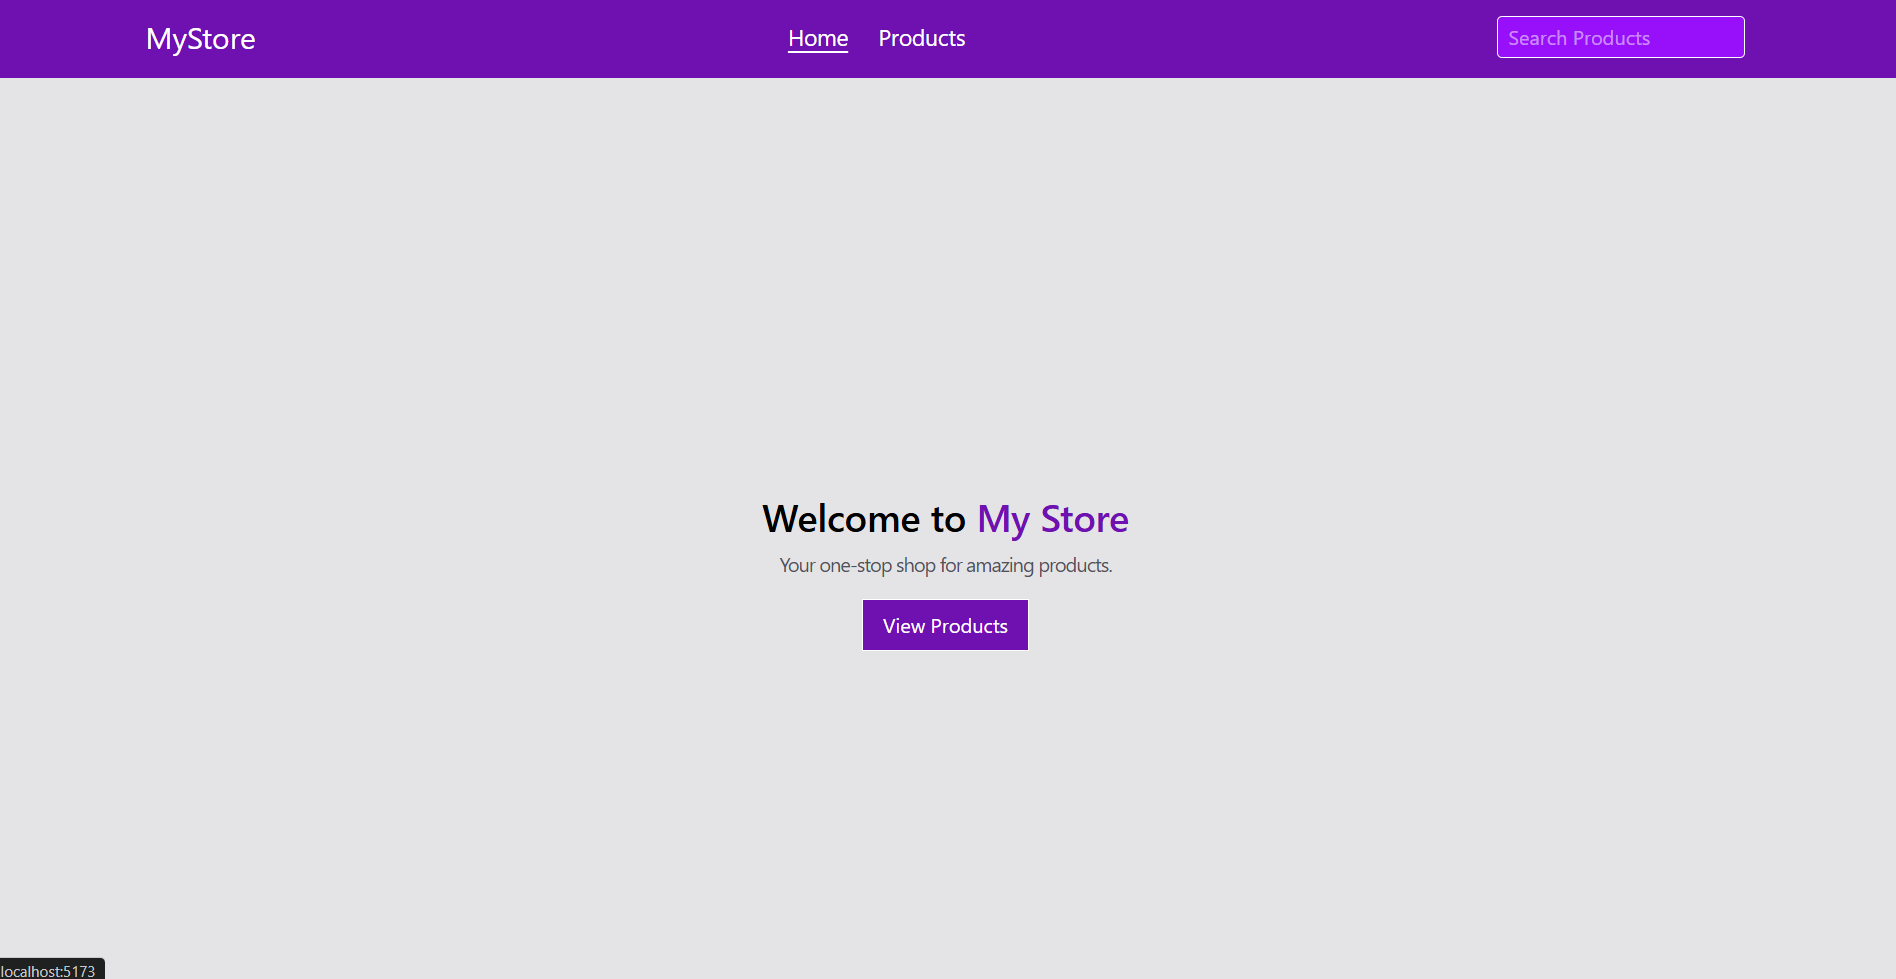 MyStore
Home Products
Search Products
Welcome to My Store
Your one-stop shop for amazing products.
View Products
localhost:5173